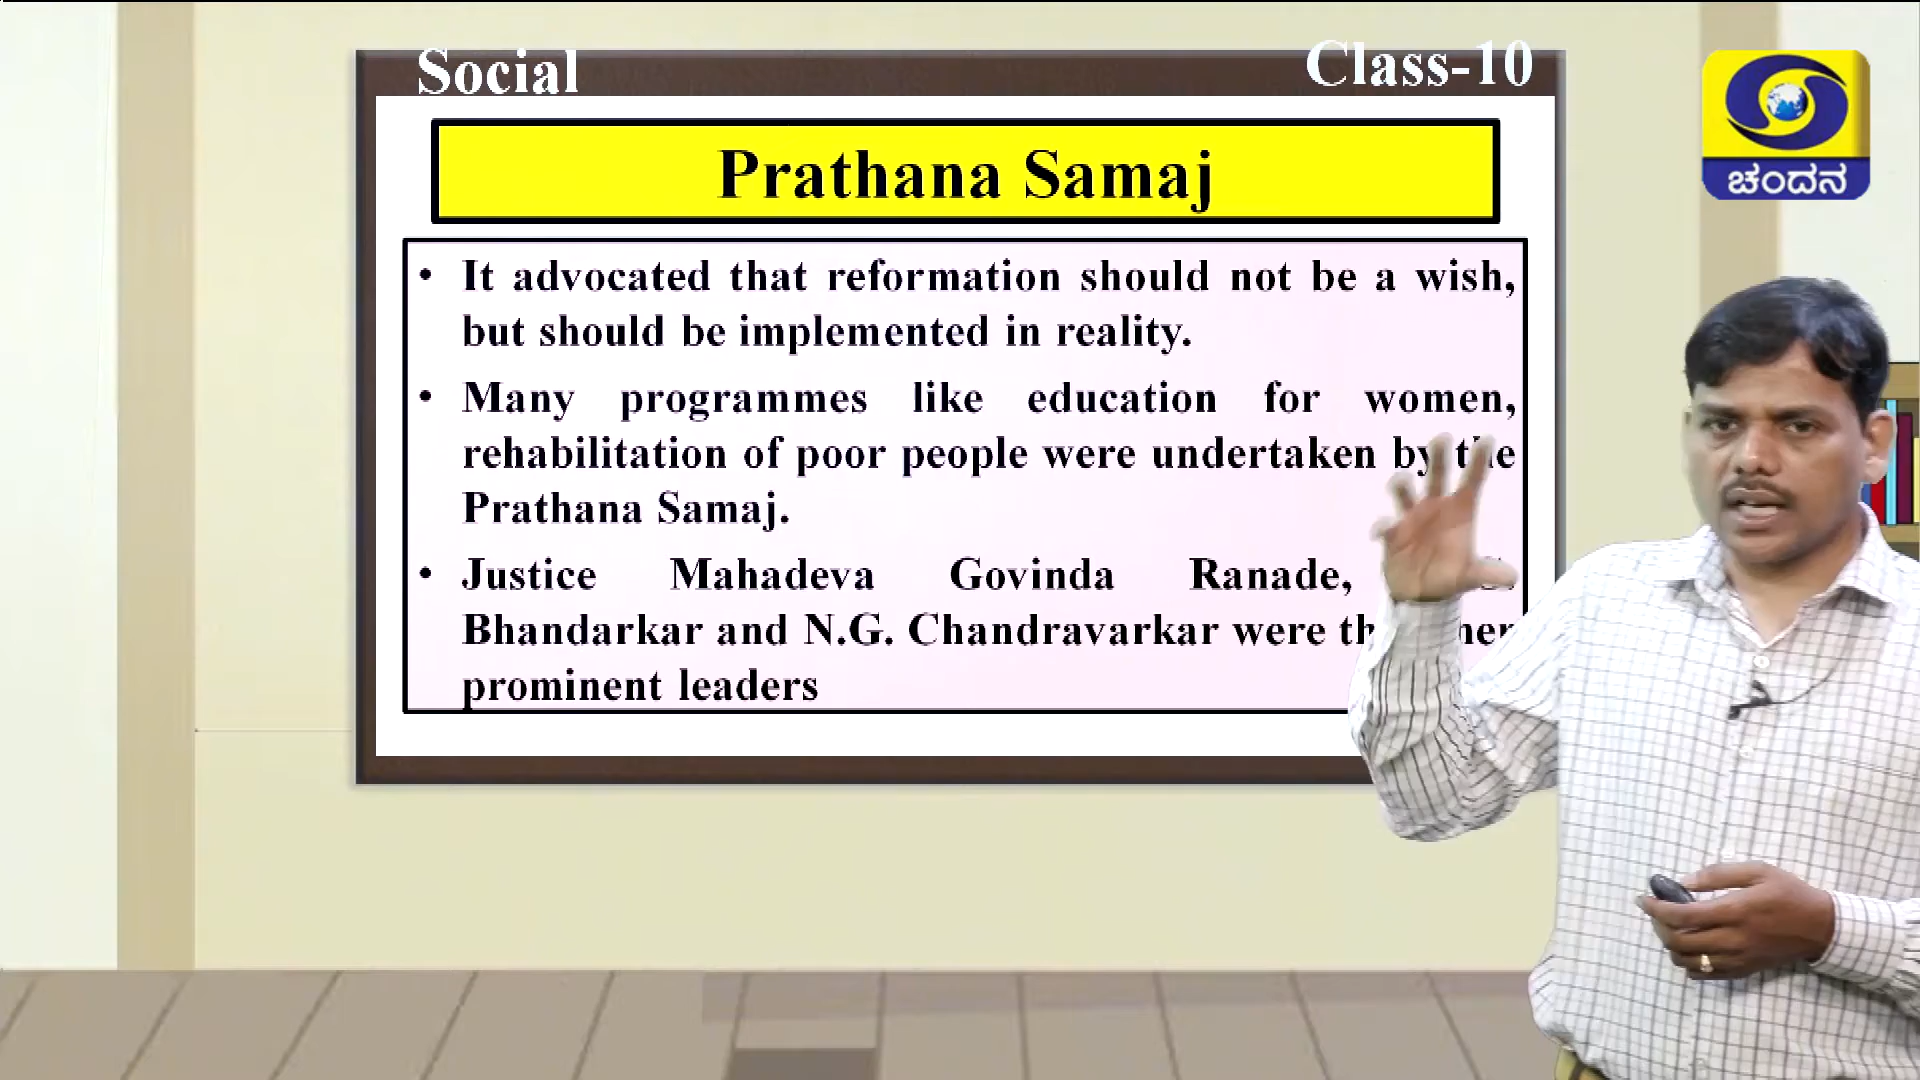 Social
Class-10
ಚಂದನ
Prathana Samaj
• It advocated that reformation should not be a wish,
but should be implemented in reality.
• Many programmes like education for women,
rehabilitation of poor people were undertaken by the
Prathana Samaj.
• Justice Mahadeva Govinda Ranade,
Bhandarkar and N.G. Chandravarkar were
prominent leaders